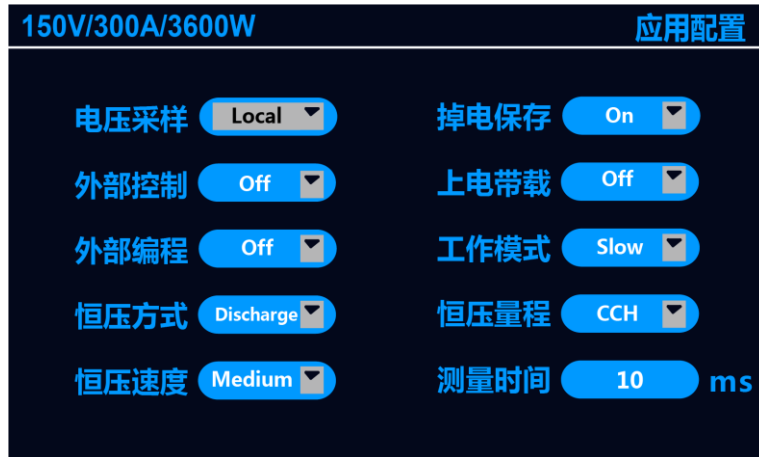 150V/300A/3600W 应用配置
电压采样 Local 掉电保存 On
外部控制 Off 上电带载 Off
外部编程 Off 工作模式 Slow
恒压方式 Discharge 恒压量程 CCH
恒压速度 Medium 测量时间 10 ms